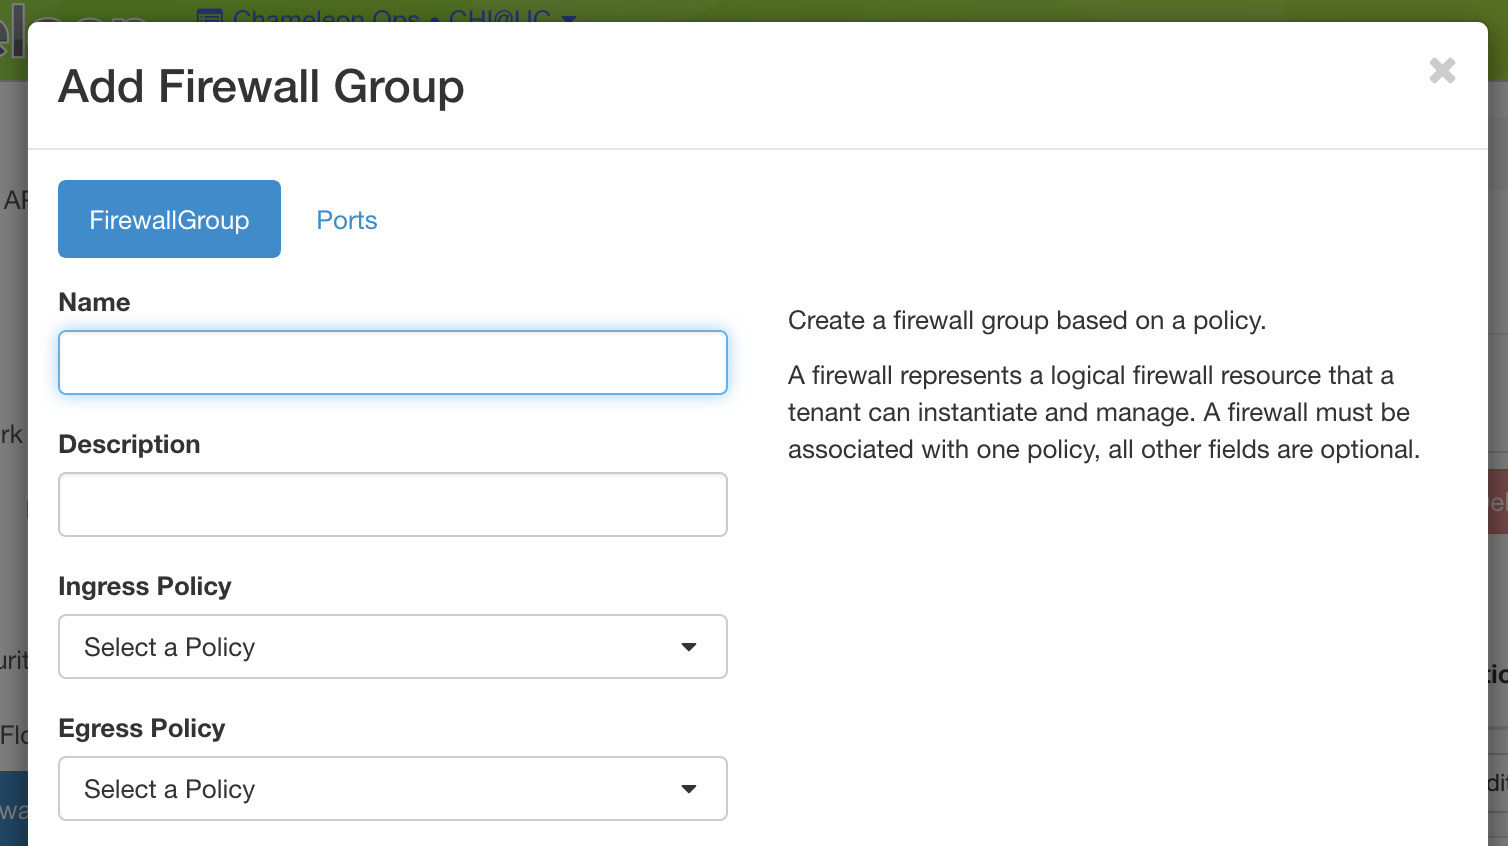 Chameleon Ops • CHI@UC
Add Firewall Group
FirewallGroup
Ports
Name
Create a firewall group based on a policy.
A firewall represents a logical firewall resource that a
tenant can instantiate and manage. A firewall must be
associated with one policy, all other fields are optional.
Description
Ingress Policy
Select a Policy
Egress Policy
Select a Policy